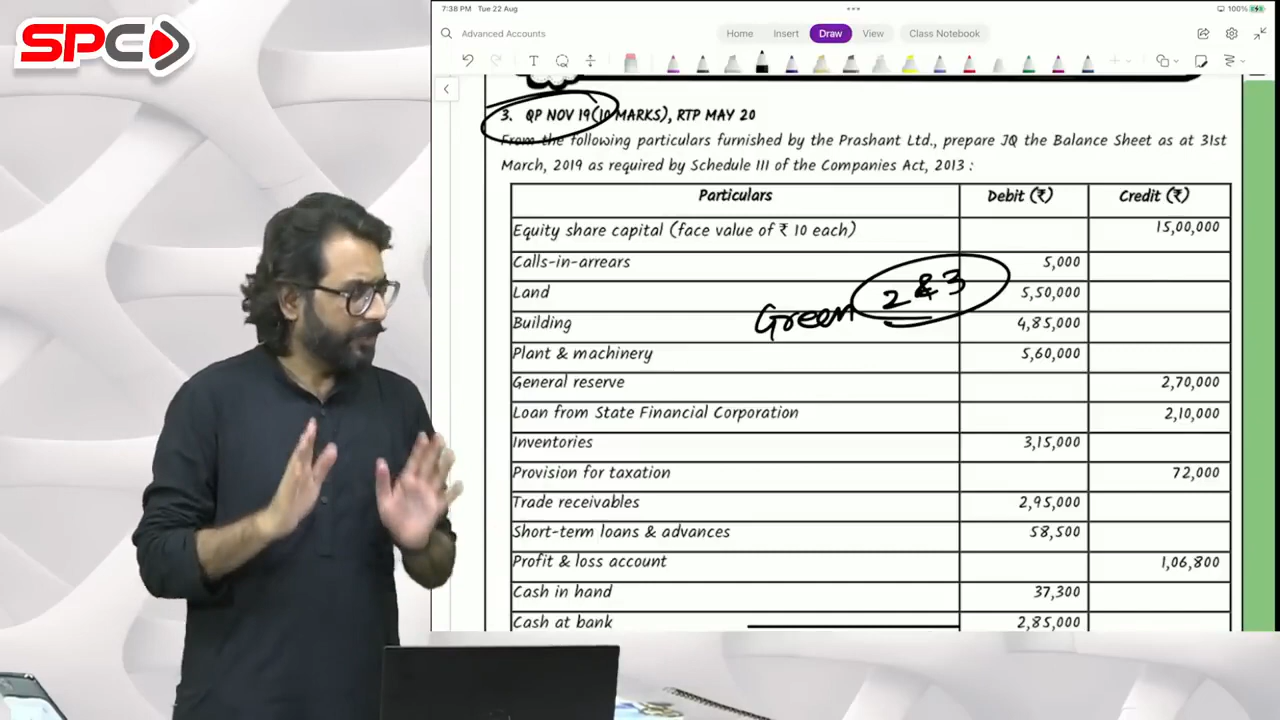 SPC
7:38 PM Tue 22 Aug
100%
Advanced Accounts
Home Insert Draw View Class Notebook
3. QP NOV 19(10 MARKS), RTP MAY 20
From the following particulars furnished by the Prashant Ltd., prepare JQ the Balance Sheet as at 31st
March, 2019 as required by Schedule III of the Companies Act, 2013 :
Particulars Debit (₹) Credit (₹)
Equity share capital (face value of ₹ 10 each) 15,00,000
Calls-in-arrears 5,000
Land 5,50,000
Green 2 & 3
Building 4,85,000
Plant & machinery 5,60,000
General reserve 2,70,000
Loan from State Financial Corporation 2,10,000
Inventories 3,15,000
Provision for taxation 72,000
Trade receivables 2,95,000
Short-term loans & advances 58,500
Profit & loss account 1,06,800
Cash in hand 37,300
Cash at bank 2,85,000